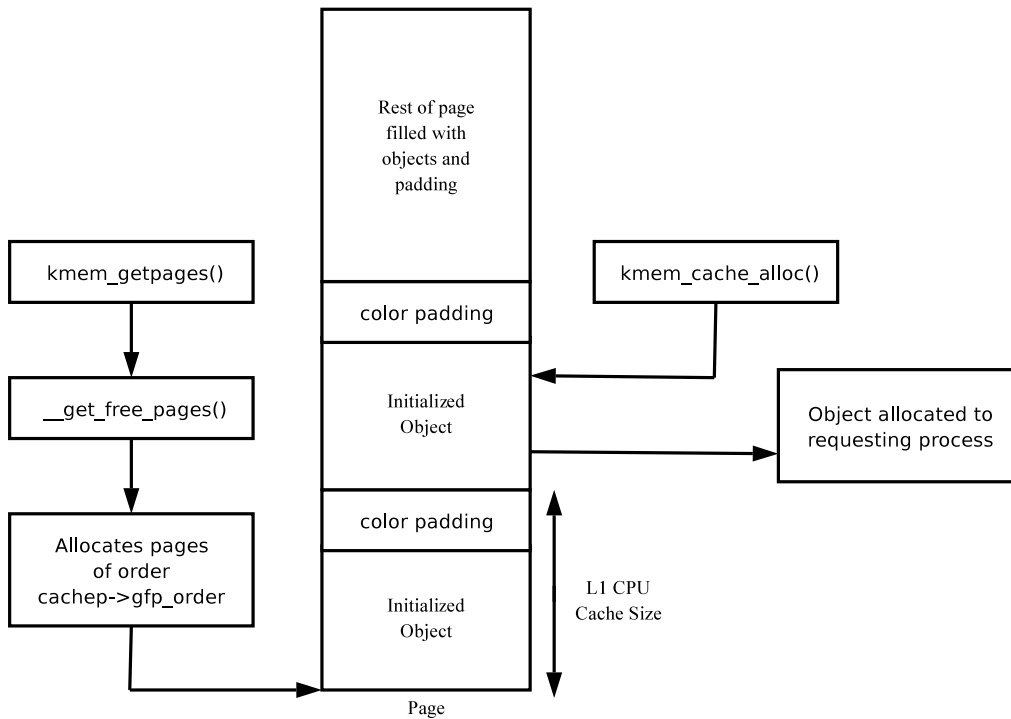 Rest of page
filled with
objects and
padding
kmem_getpages()
kmem_cache_alloc()
color padding
__get_free_pages()
Initialized
Object
Object allocated to
requesting process
color padding
Allocates pages
of order
cachep->gfp_order
L1 CPU
Cache Size
Initialized
Object
Page